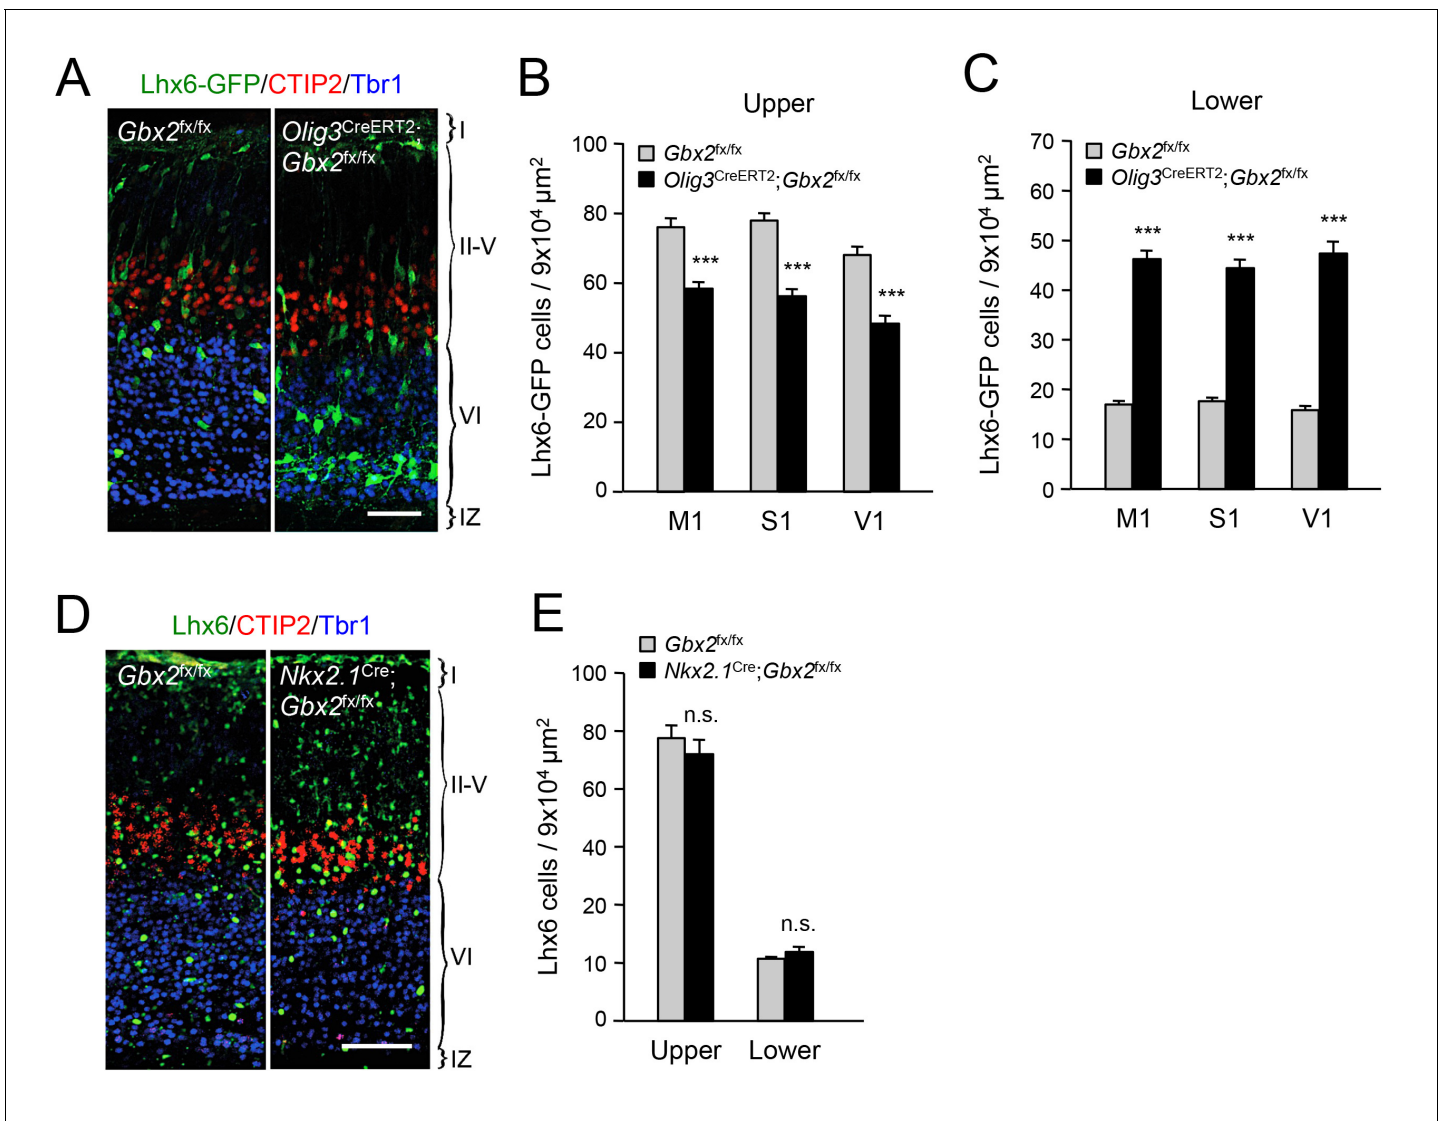 A
Lhx6-GFP/CTIP2/Tbr1
Gbx2fx/fx
Olig3CreERT2;
Gbx2fx/fx
I
II-V
VI
IZ
B
Upper
Gbx2fx/fx
Olig3CreERT2;Gbx2fx/fx
Lhx6-GFP cells / 9x10⁴ µm²
100
80
60
40
20
0
***
***
***
M1
S1
V1
C
Lower
Gbx2fx/fx
Olig3CreERT2;Gbx2fx/fx
Lhx6-GFP cells / 9x10⁴ µm²
70
60
50
40
30
20
10
0
***
***
***
M1
S1
V1
D
Lhx6/CTIP2/Tbr1
Gbx2fx/fx
Nkx2.1Cre;
Gbx2fx/fx
I
II-V
VI
IZ
E
Gbx2fx/fx
Nkx2.1Cre;Gbx2fx/fx
Lhx6 cells / 9x10⁴ µm²
100
80
60
40
20
10
0
n.s.
n.s.
Upper
Lower